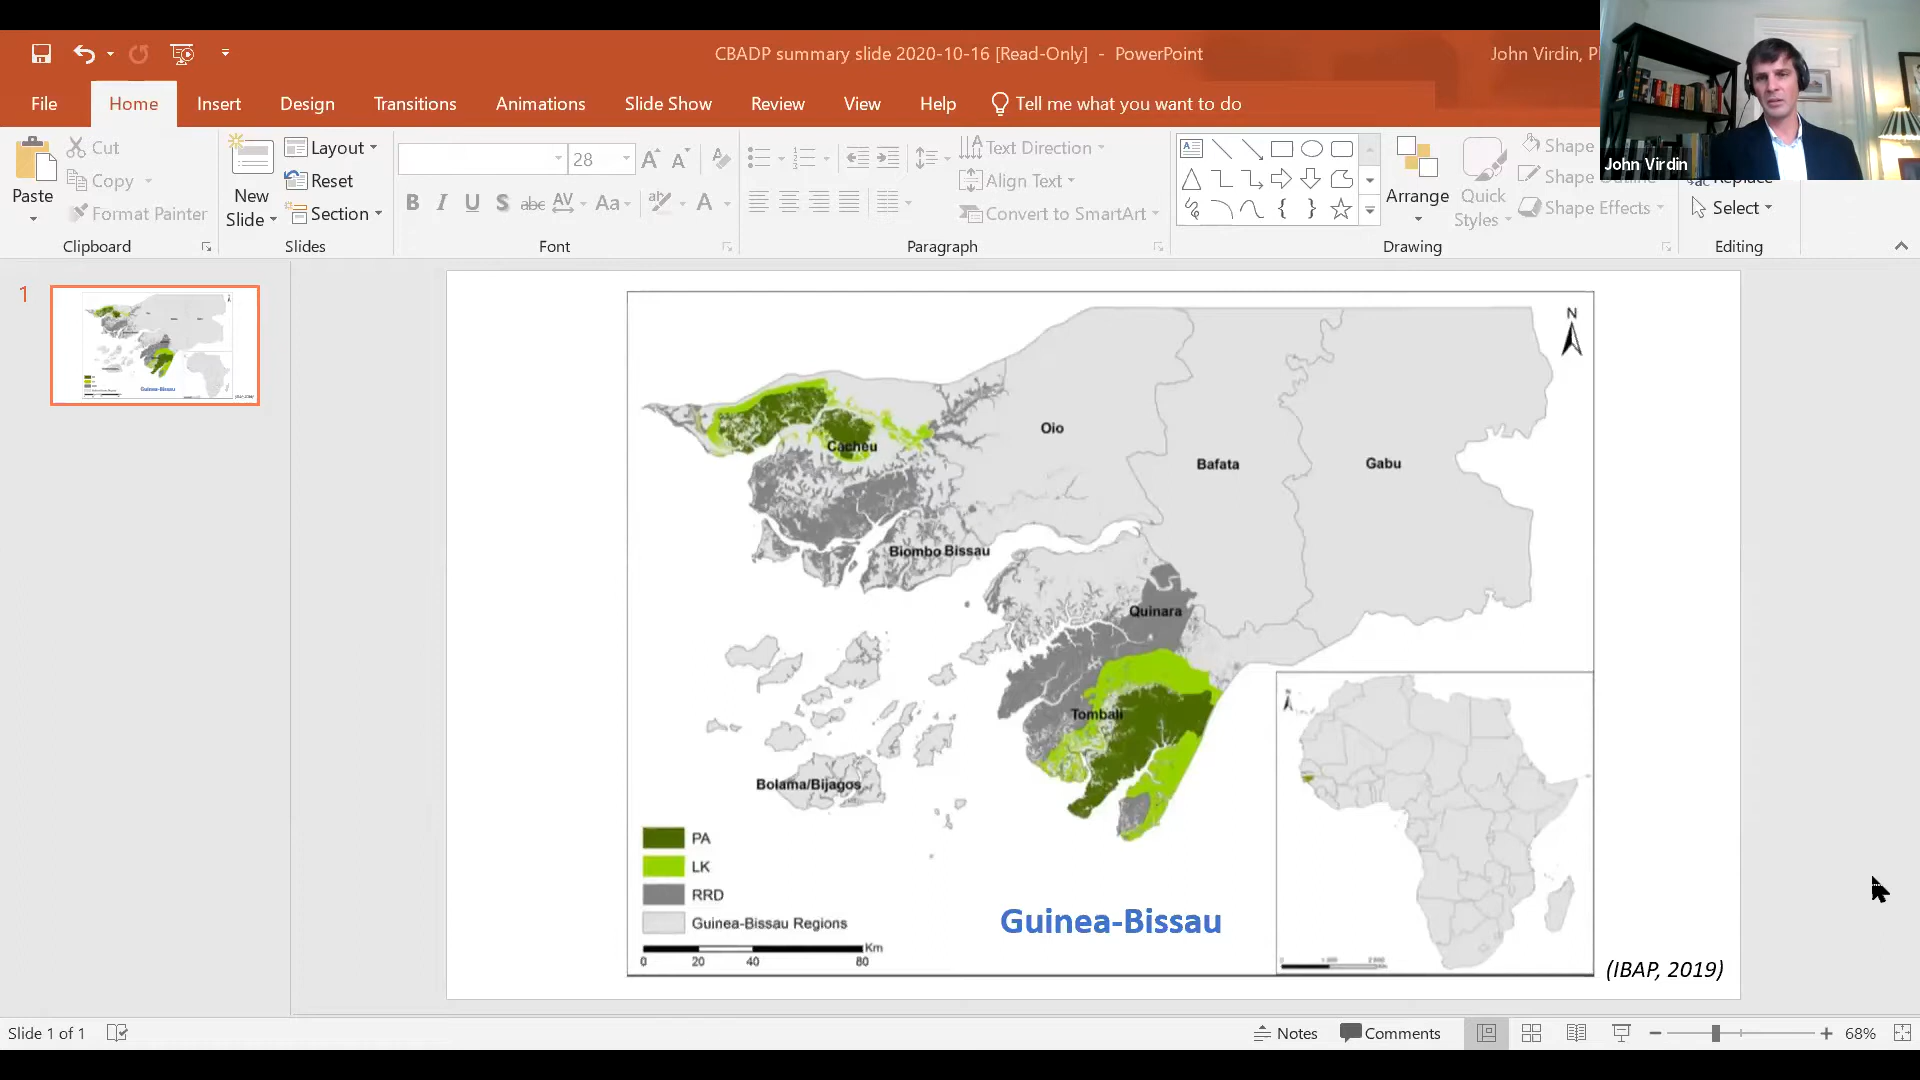 CBADP summary slide 2020-10-16 [Read-Only] - PowerPoint
John Virdin, P
File Home Insert Design Transitions Animations Slide Show Review View Help Tell me what you want to do
John Virdin
Paste
Cut
Copy
Format Painter
Clipboard
New
Slide
Layout
Reset
Section
Slides
28
B I U S abc AV Aa A
Font
Text Direction
Align Text
Convert to SmartArt
Paragraph
Arrange
Quick
Styles
Shape
Shape Outline
Shape Effects
Drawing
Replace
Select
Editing
1
N
Oio
Bafata
Gabu
Cacheu
Biombo Bissau
Quinara
Tombali
Bolama/Bijagos
PA
LK
RRD
Guinea-Bissau Regions
Km
0 20 40 80
Guinea-Bissau
(IBAP, 2019)
Slide 1 of 1
Notes
Comments
68%